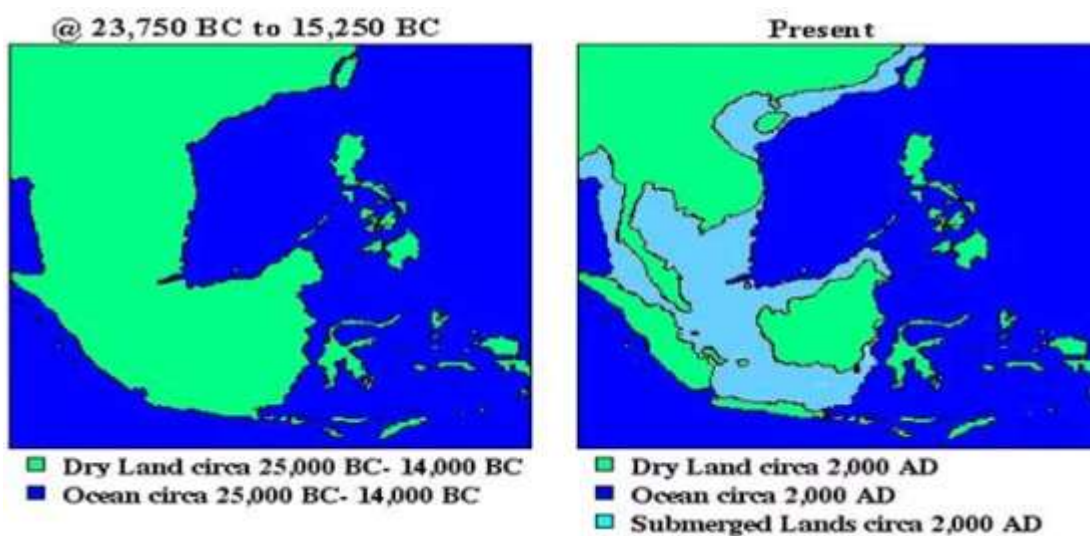 @ 23,750 BC to 15,250 BC
Present
Dry Land circa 25,000 BC- 14,000 BC
Ocean circa 25,000 BC- 14,000 BC
Dry Land circa 2,000 AD
Ocean circa 2,000 AD
Submerged Lands circa 2,000 AD